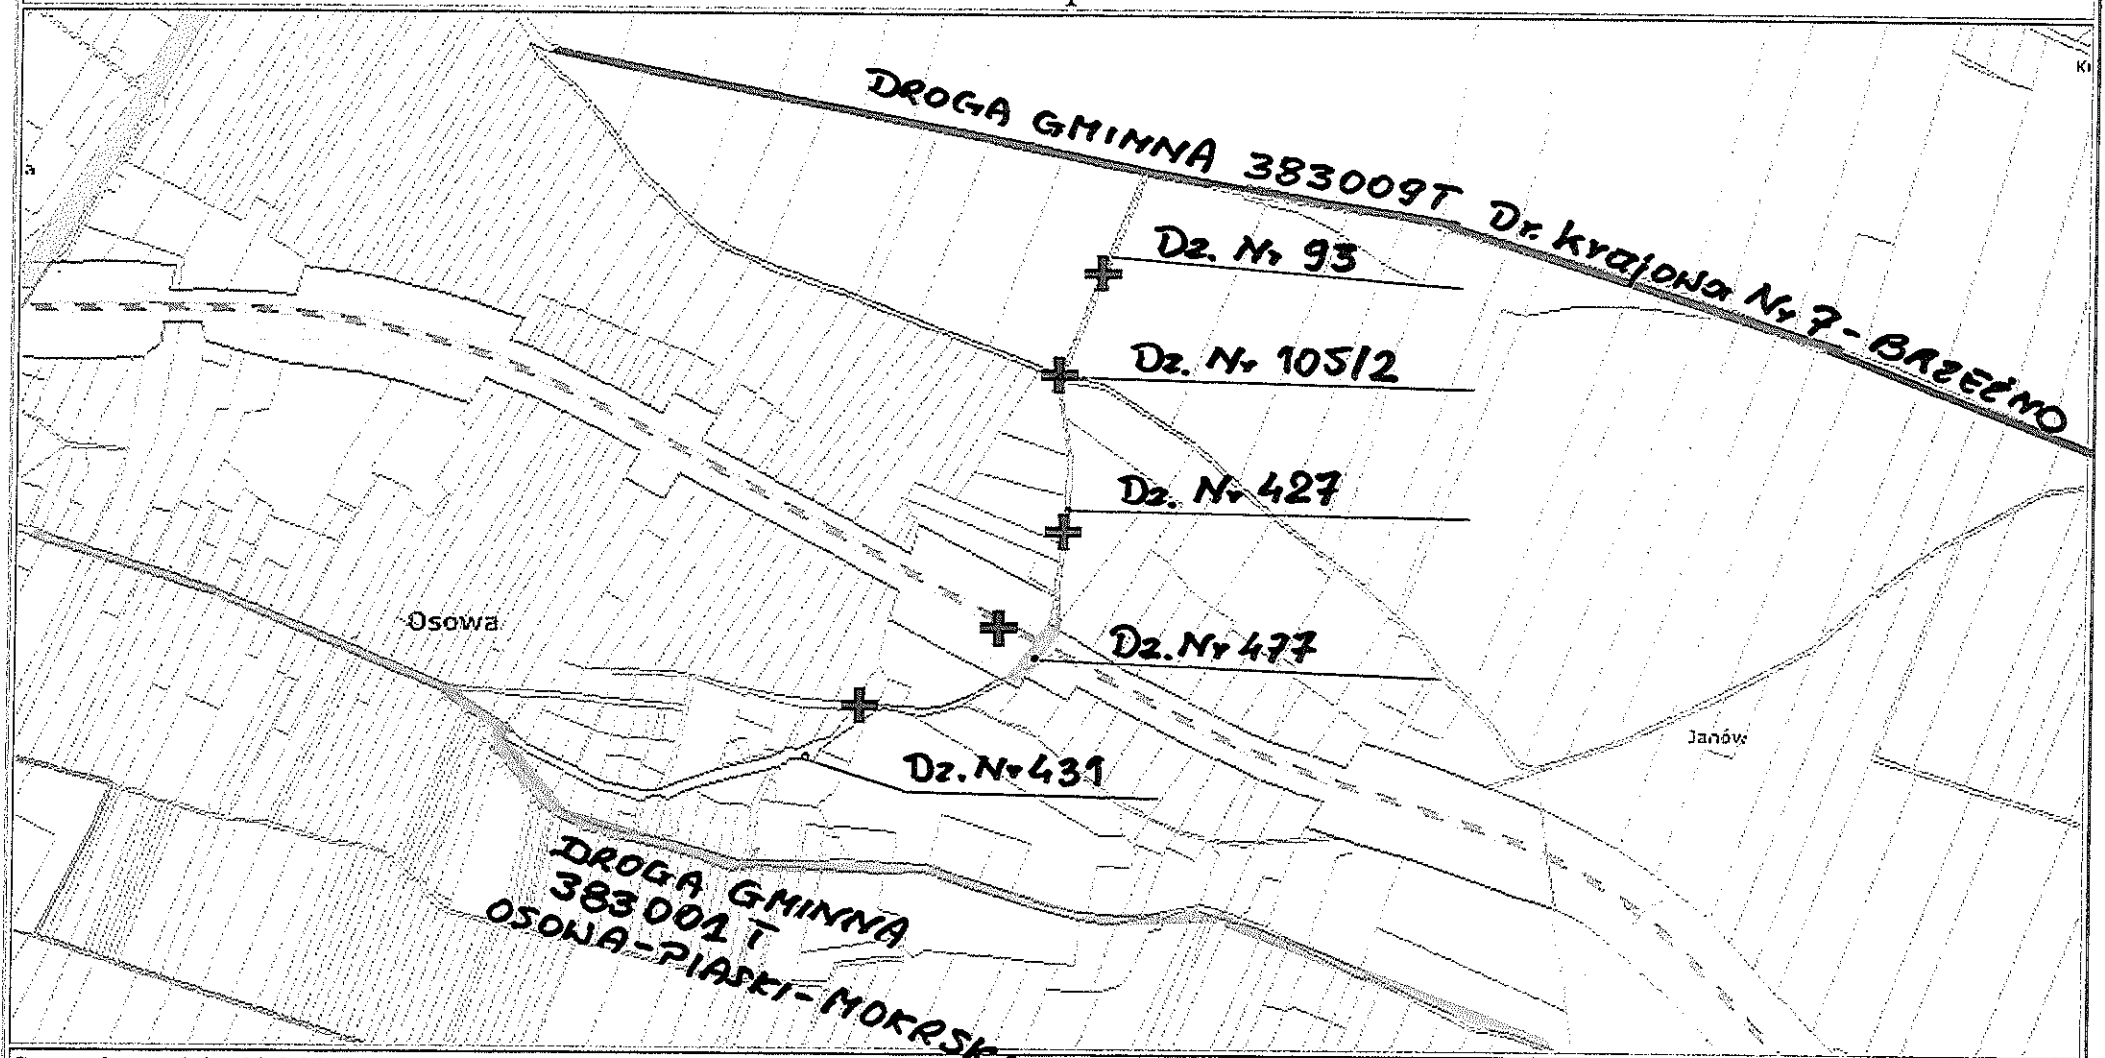 DROGA GMINNA 383009T Dr. krajowa Nr 7 - BRZEŹNO
Dz. Nr 93
Dz. Nr 105/2
Dz. Nr 427
Osowa
Dz. Nr 477
Janów
Dz. Nr 431
DROGA GMINNA
383001 T
OSOWA-PIASKI-MOKRSK